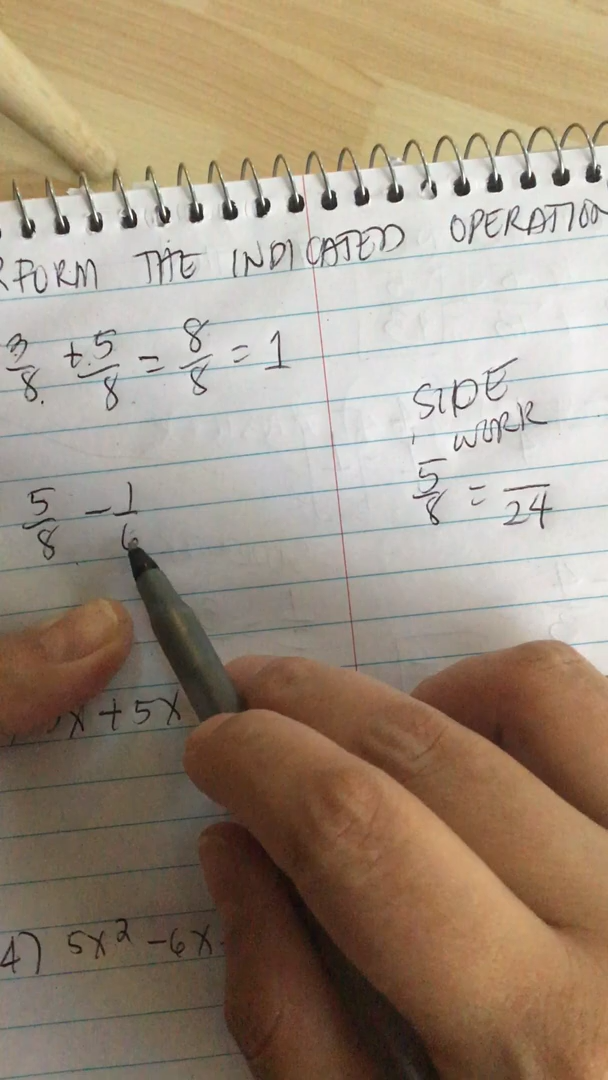 RFORM THE INDICATED OPERATION
3/8 + 5/8 = 8/8 = 1
SIDE
WORK
5/8 = /24
5/8 - 1/6
x + 5x
4) 5x² - 6x